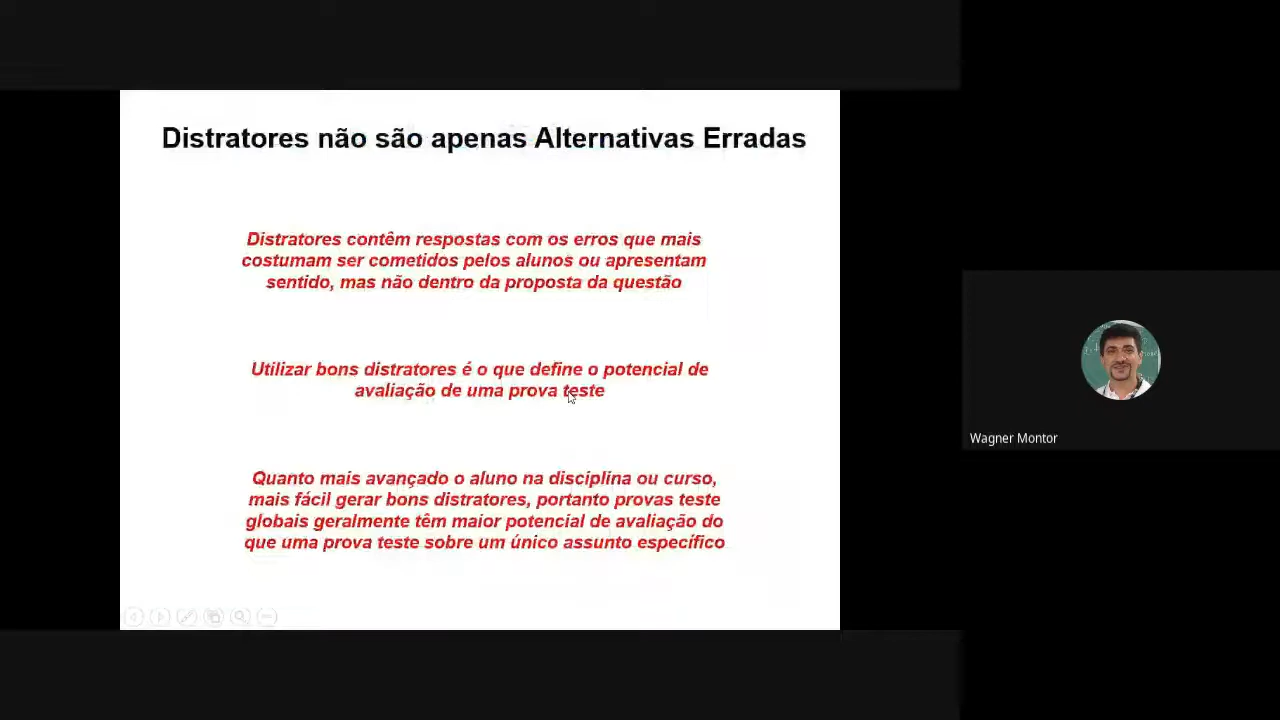 Distratores não são apenas Alternativas Erradas
Distratores contêm respostas com os erros que mais
costumam ser cometidos pelos alunos ou apresentam
sentido, mas não dentro da proposta da questão
Utilizar bons distratores é o que define o potencial de
avaliação de uma prova teste
Quanto mais avançado o aluno na disciplina ou curso,
mais fácil gerar bons distratores, portanto provas teste
globais geralmente têm maior potencial de avaliação do
que uma prova teste sobre um único assunto específico
Wagner Montor